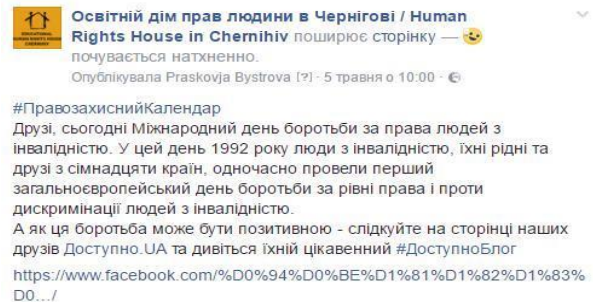 Освітній дім прав людини в Чернігові / Human
Rights House in Chernihiv поширює сторінку —
почувається натхненно.
Опублікувала Praskovja Bystrova [?] · 5 травня о 10:00 ·
#ПравозахиснийКалендар
Друзі, сьогодні Міжнародний день боротьби за права людей з
інвалідністю. У цей день 1992 року люди з інвалідністю, їхні рідні та
друзі з сімнадцяти країн, одночасно провели перший
загальноєвропейський день боротьби за рівні права і проти
дискримінації людей з інвалідністю.
А як ця боротьба може бути позитивною - слідкуйте на сторінці наших
друзів Доступно.UA та дивіться їхній цікавенний #ДоступноБлог
https://www.facebook.com/%D0%94%D0%BE%D1%81%D1%82%D1%83%
D0.../